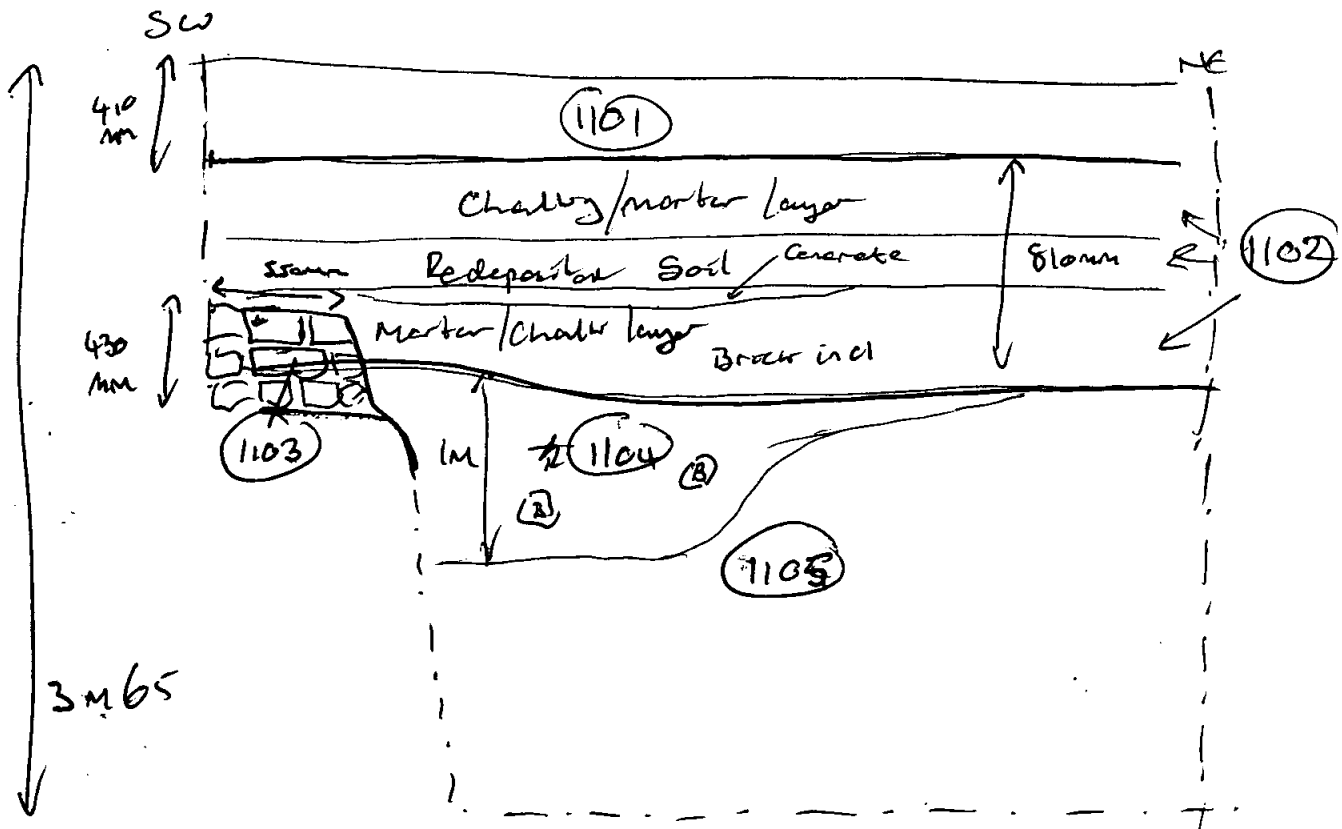 SW
NE
410
mm
1101
Chalky/mortar layer
810mm
1102
550mm
Redeposited Soil
Concrete
430
mm
Mortar/Chalk layer
Brick incl
1103
1M
1104
B
B
1105
3M65